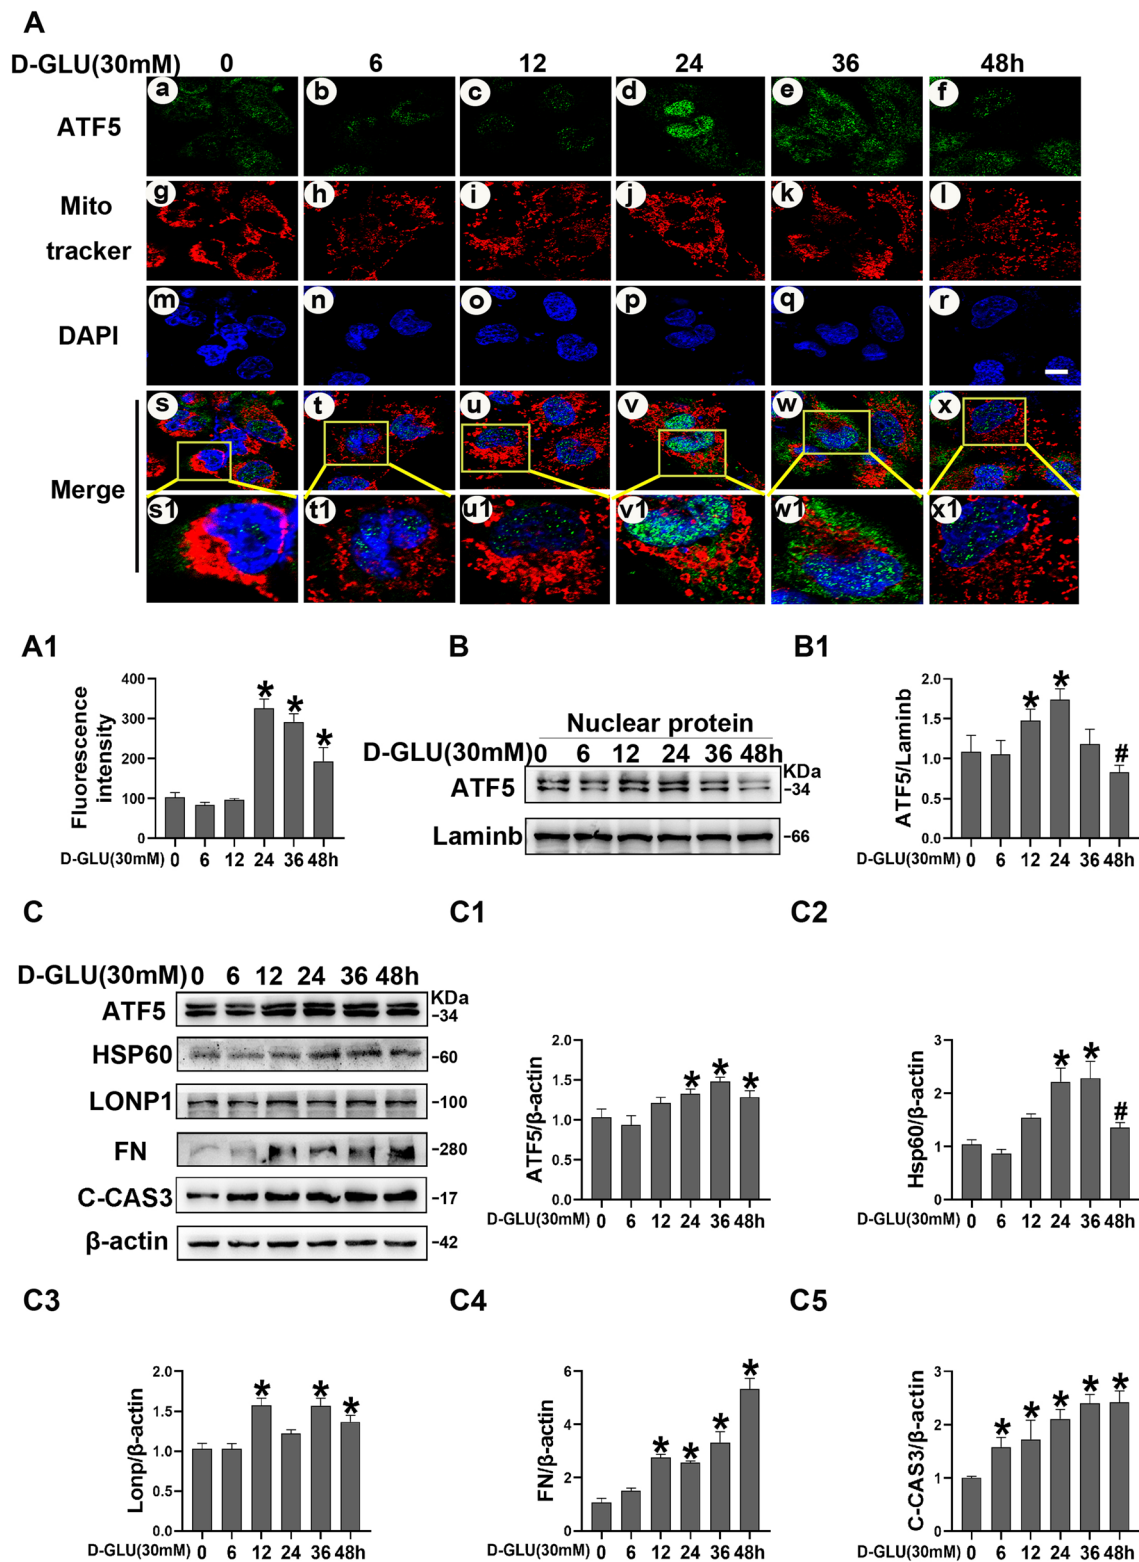 A
D-GLU(30mM) 0 6 12 24 36 48h
ATF5 a b c d e f
Mito tracker g h i j k l
DAPI m n o p q r
Merge s t u v w x
s1 t1 u1 v1 w1 x1
A1
Fluorescence intensity
400
300
200
100
0
* * *
D-GLU(30mM) 0 6 12 24 36 48h
B
Nuclear protein
D-GLU(30mM) 0 6 12 24 36 48h
KDa
ATF5 -34
Laminb -66
B1
ATF5/Laminb
2.0
1.5
1.0
0.5
0.0
* * #
D-GLU(30mM) 0 6 12 24 36 48h
C
D-GLU(30mM) 0 6 12 24 36 48h
KDa
ATF5 -34
HSP60 -60
LONP1 -100
FN -280
C-CAS3 -17
β-actin -42
C1
ATF5/β-actin
2.0
1.5
1.0
0.5
0.0
* * *
D-GLU(30mM) 0 6 12 24 36 48h
C2
Hsp60/β-actin
3
2
1
0
* * #
D-GLU(30mM) 0 6 12 24 36 48h
C3
Lonp/β-actin
2.0
1.5
1.0
0.5
0.0
* * *
D-GLU(30mM) 0 6 12 24 36 48h
C4
FN/β-actin
6
4
2
0
* * * *
D-GLU(30mM) 0 6 12 24 36 48h
C5
C-CAS3/β-actin
3
2
1
0
* * * * *
D-GLU(30mM) 0 6 12 24 36 48h